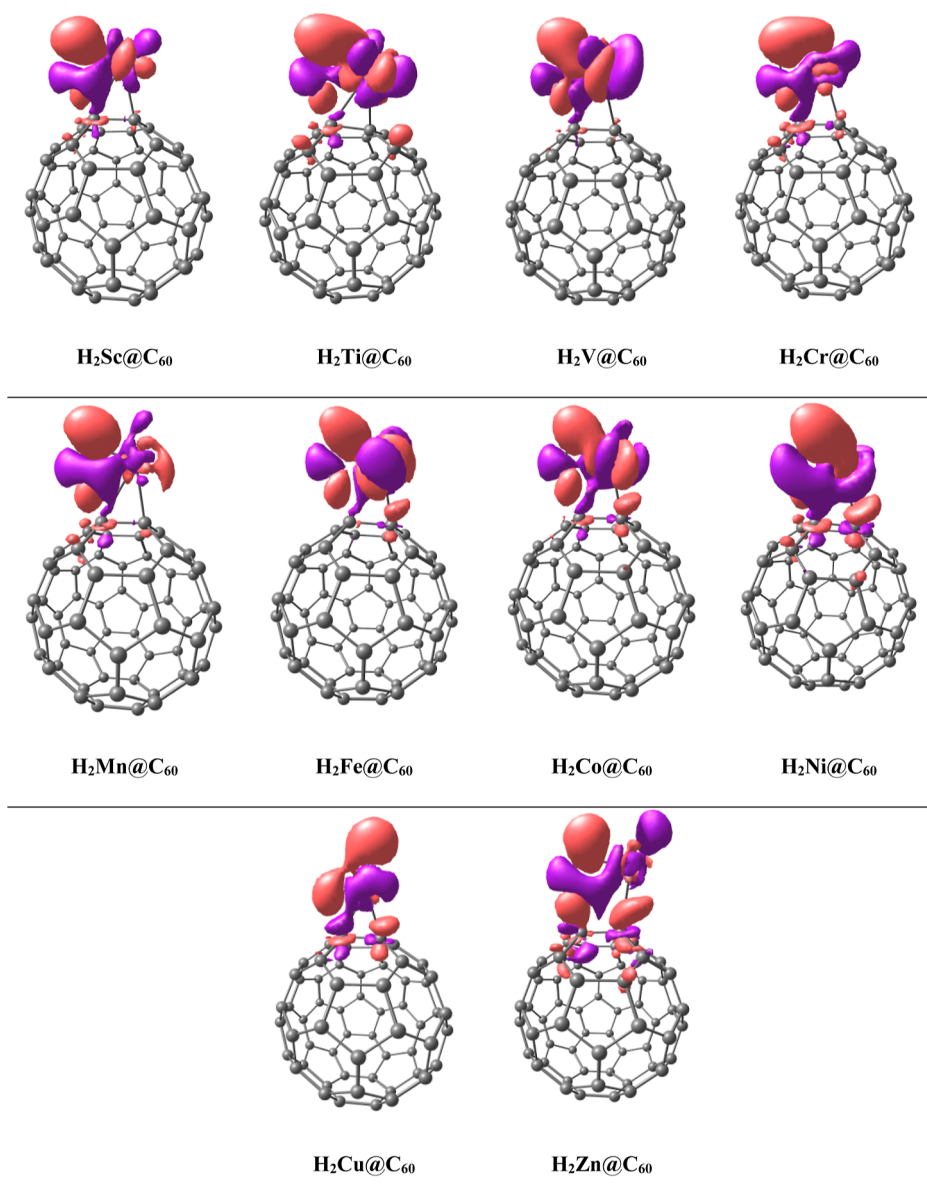 H₂Sc@C₆₀ H₂Ti@C₆₀ H₂V@C₆₀ H₂Cr@C₆₀
H₂Mn@C₆₀ H₂Fe@C₆₀ H₂Co@C₆₀ H₂Ni@C₆₀
H₂Cu@C₆₀ H₂Zn@C₆₀